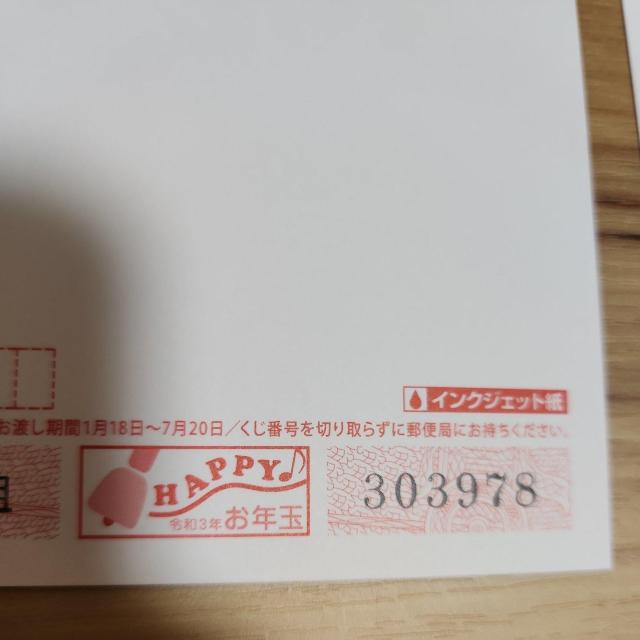 インクジェット紙
お渡し期間1月18日～7月20日／くじ番号を切り取らずに郵便局にお持ちください。
組
HAPPY♪
令和3年お年玉
303978